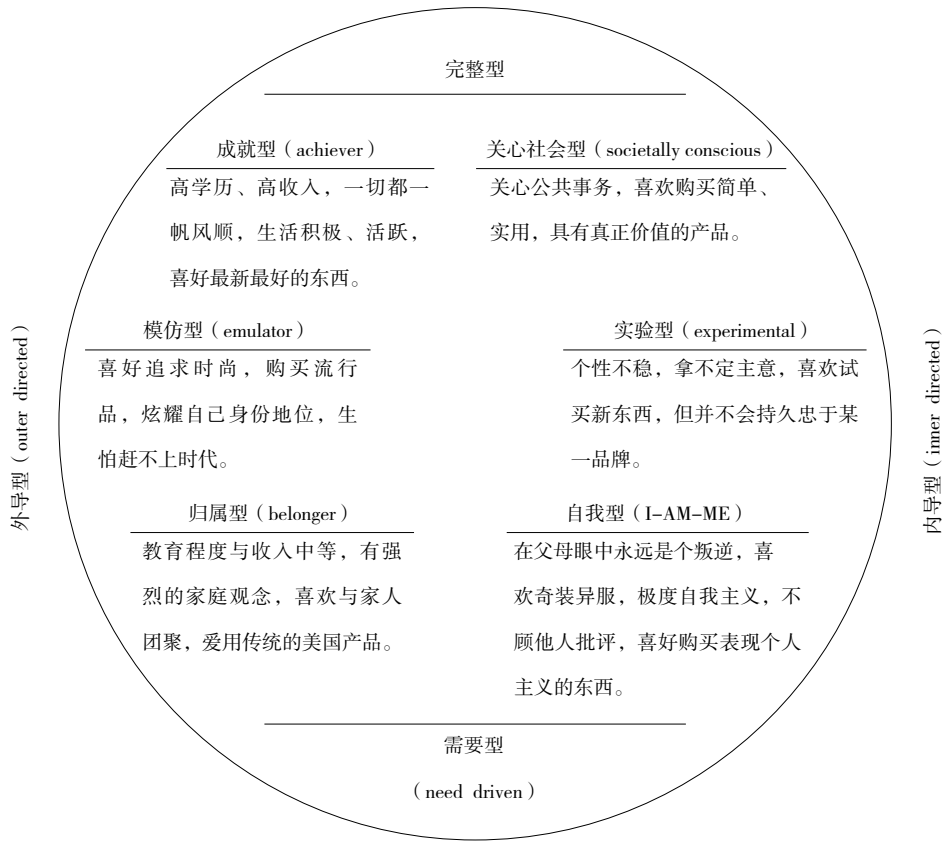 完整型
成就型（achiever）
高学历、高收入，一切都一
帆风顺，生活积极、活跃，
喜好最新最好的东西。
关心社会型（societally conscious）
关心公共事务，喜欢购买简单、
实用，具有真正价值的产品。
外导型（outer directed）
模仿型（emulator）
喜好追求时尚，购买流行
品，炫耀自己身份地位，生
怕赶不上时代。
实验型（experimental）
个性不稳，拿不定主意，喜欢试
买新东西，但并不会持久忠于某
一品牌。
内导型（inner directed）
归属型（belonger）
教育程度与收入中等，有强
烈的家庭观念，喜欢与家人
团聚，爱用传统的美国产品。
自我型（I-AM-ME）
在父母眼中永远是个叛逆，喜
欢奇装异服，极度自我主义，不
顾他人批评，喜好购买表现个人
主义的东西。
需要型
（need driven）